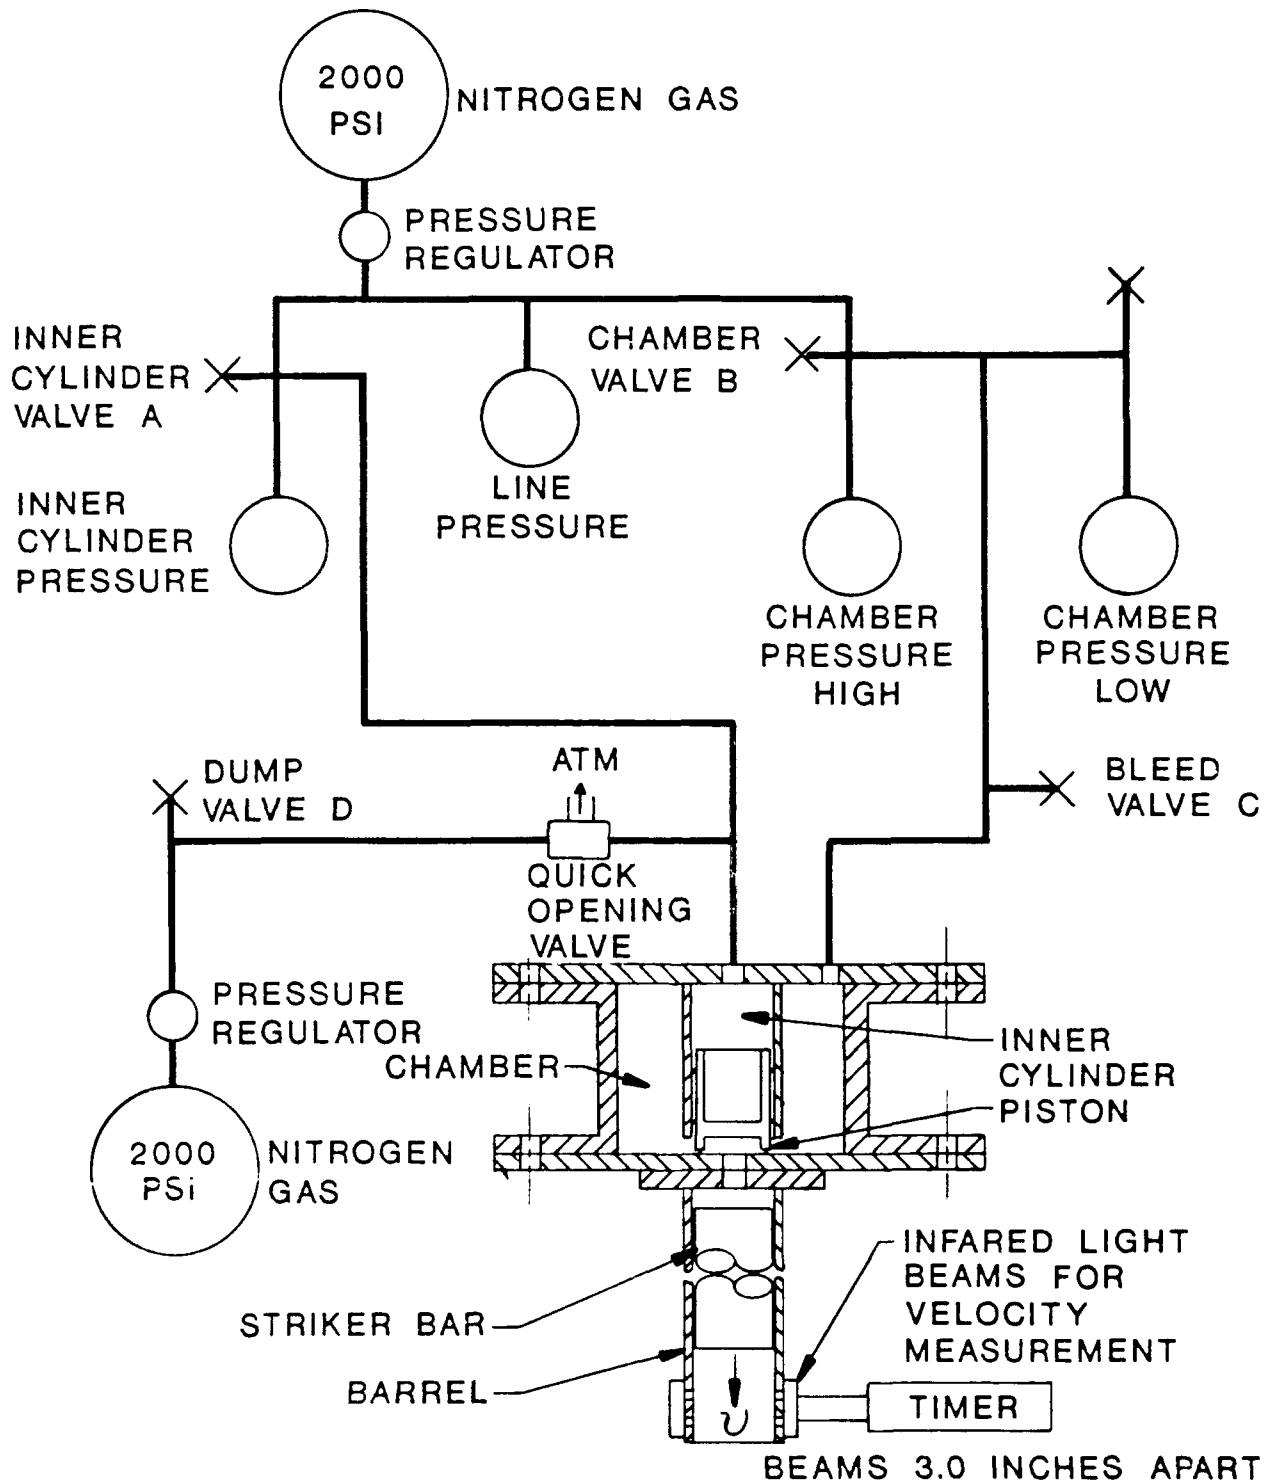 2000
PSI
NITROGEN GAS
PRESSURE
REGULATOR
INNER
CYLINDER
VALVE A
CHAMBER
VALVE B
INNER
CYLINDER
PRESSURE
LINE
PRESSURE
CHAMBER
PRESSURE
HIGH
CHAMBER
PRESSURE
LOW
DUMP
VALVE D
ATM
BLEED
VALVE C
QUICK
OPENING
VALVE
PRESSURE
REGULATOR
CHAMBER
INNER
CYLINDER
PISTON
2000
PSi
NITROGEN
GAS
STRIKER BAR
BARREL
INFARED LIGHT
BEAMS FOR
VELOCITY
MEASUREMENT
υ
TIMER
BEAMS 3.0 INCHES APART